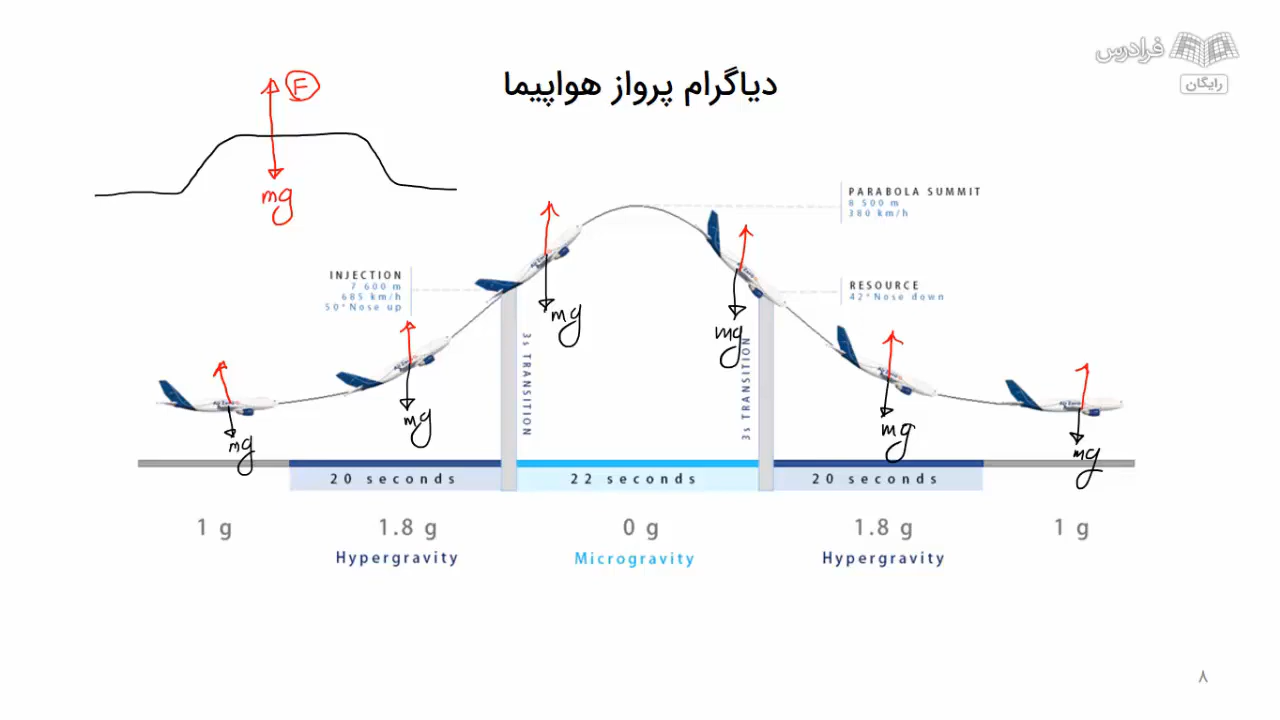 فرادرس
رایگان
دیاگرام پرواز هواپیما
F
mg
PARABOLA SUMMIT
8 500 m
380 km/h
INJECTION
7 600 m
685 km/h
50°Nose up
RESOURCE
42°Nose down
mg
mg
mg
mg
mg
mg
3s TRANSITION
3s TRANSITION
20 seconds
22 seconds
20 seconds
1 g
1.8 g
0 g
1.8 g
1 g
Hypergravity
Microgravity
Hypergravity
۸